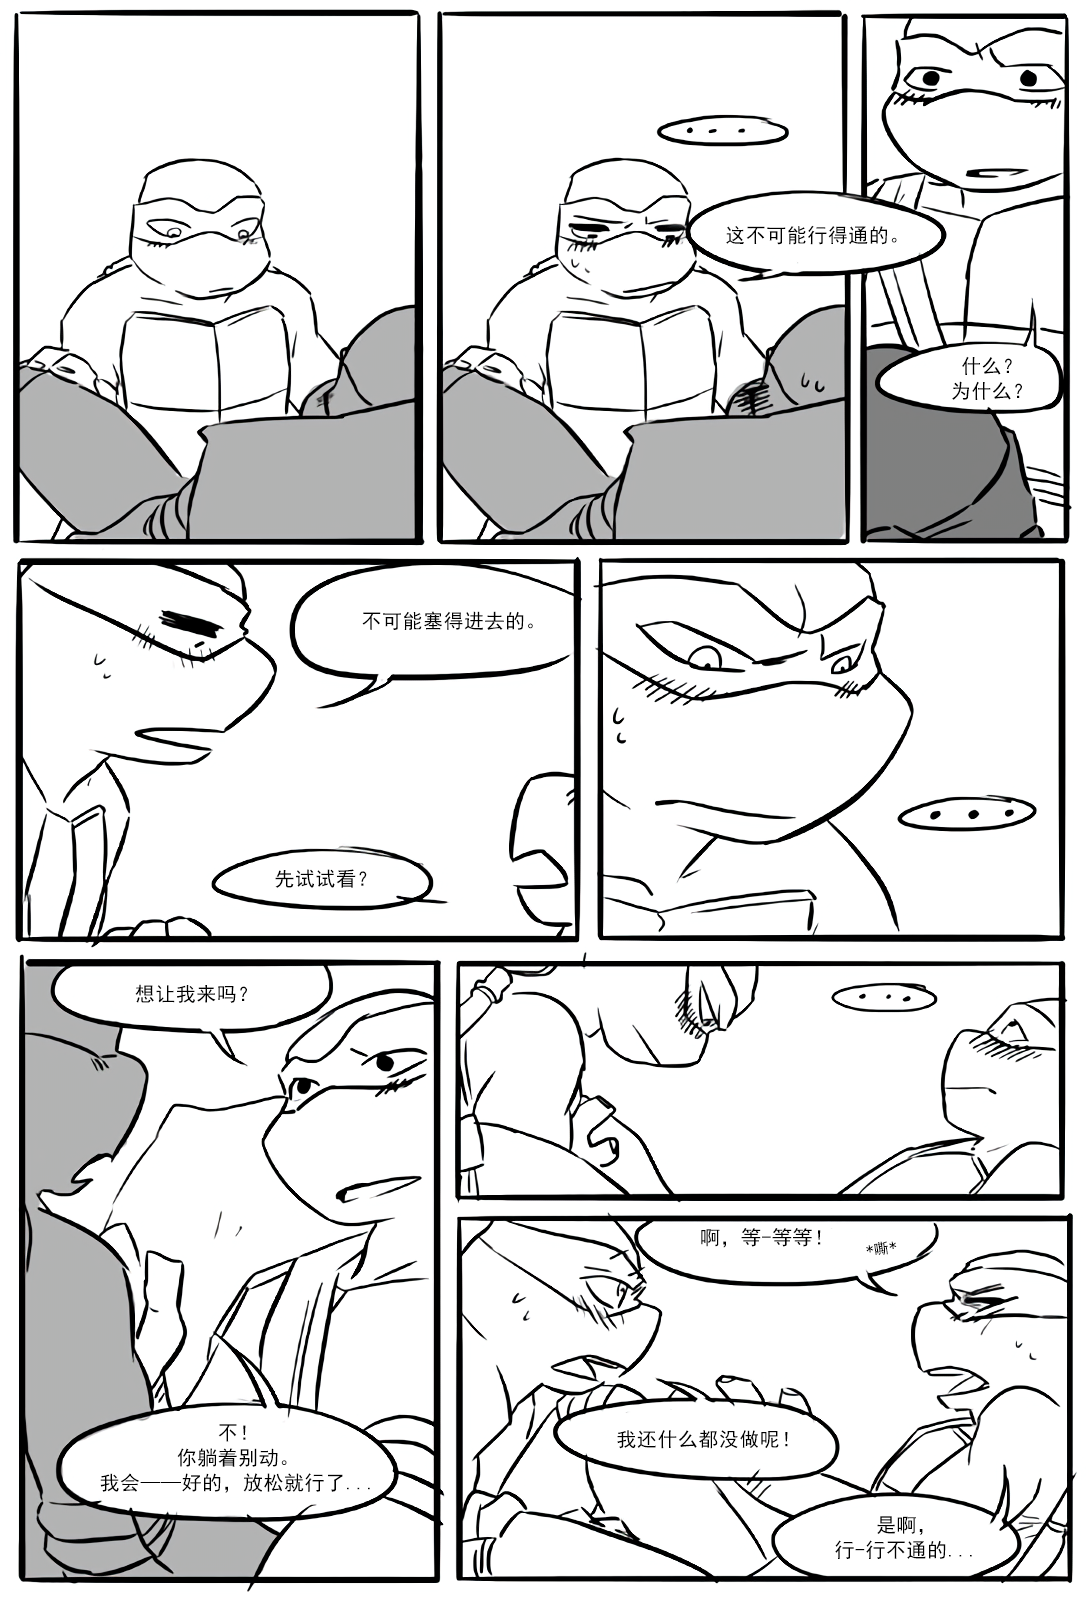 ...
这不可能行得通的。
什么？
为什么？
不可能塞得进去的。
先试试看？
...
想让我来吗？
不！
你躺着别动。
我会——好的，放松就行了...
...
啊，等-等等！
*嘶*
我还什么都没做呢！
是啊，
行-行不通的...